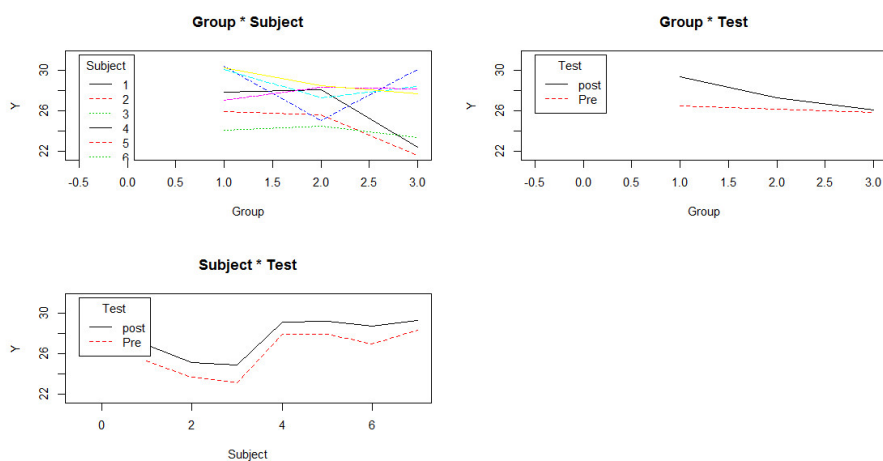 Group * Subject
Subject
1
2
3
4
5
6
Y
30
26
22
-0.5 0.0 0.5 1.0 1.5 2.0 2.5 3.0
Group
Group * Test
Test
post
Pre
Y
30
26
22
-0.5 0.0 0.5 1.0 1.5 2.0 2.5 3.0
Group
Subject * Test
Test
post
Pre
Y
30
26
22
0 2 4 6
Subject